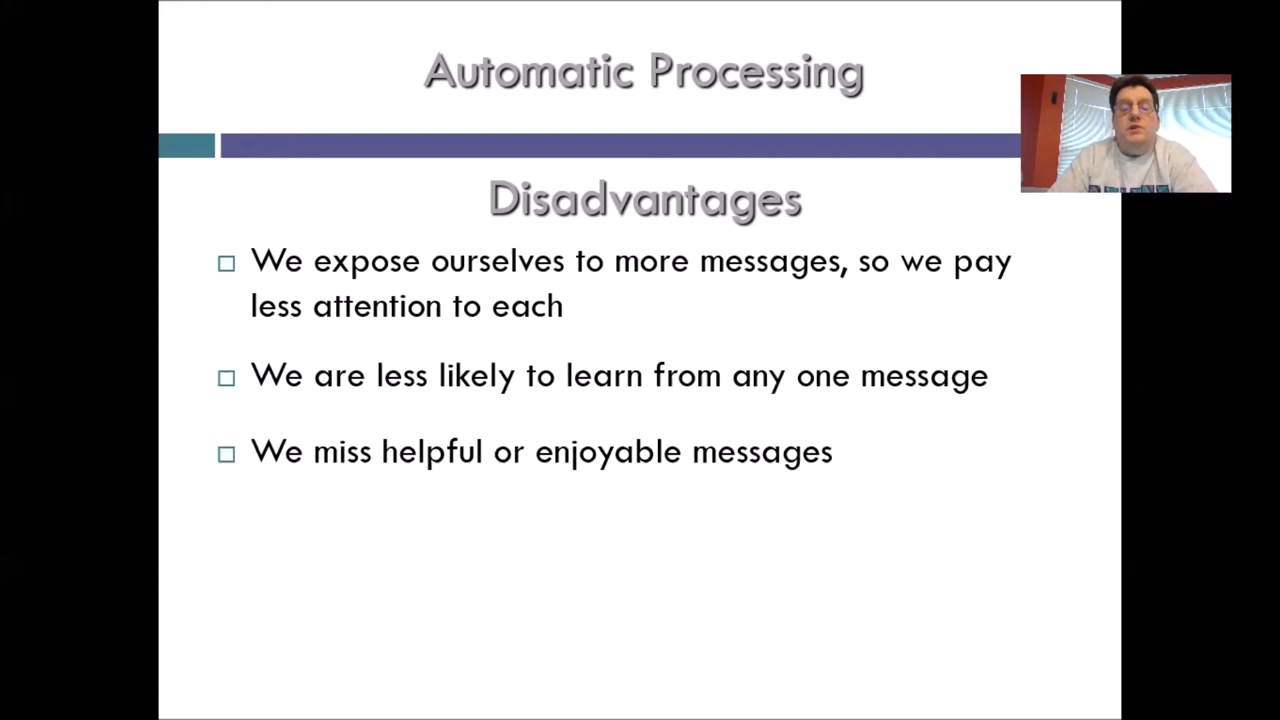 Automatic Processing
Disadvantages
We expose ourselves to more messages, so we pay
less attention to each
We are less likely to learn from any one message
We miss helpful or enjoyable messages